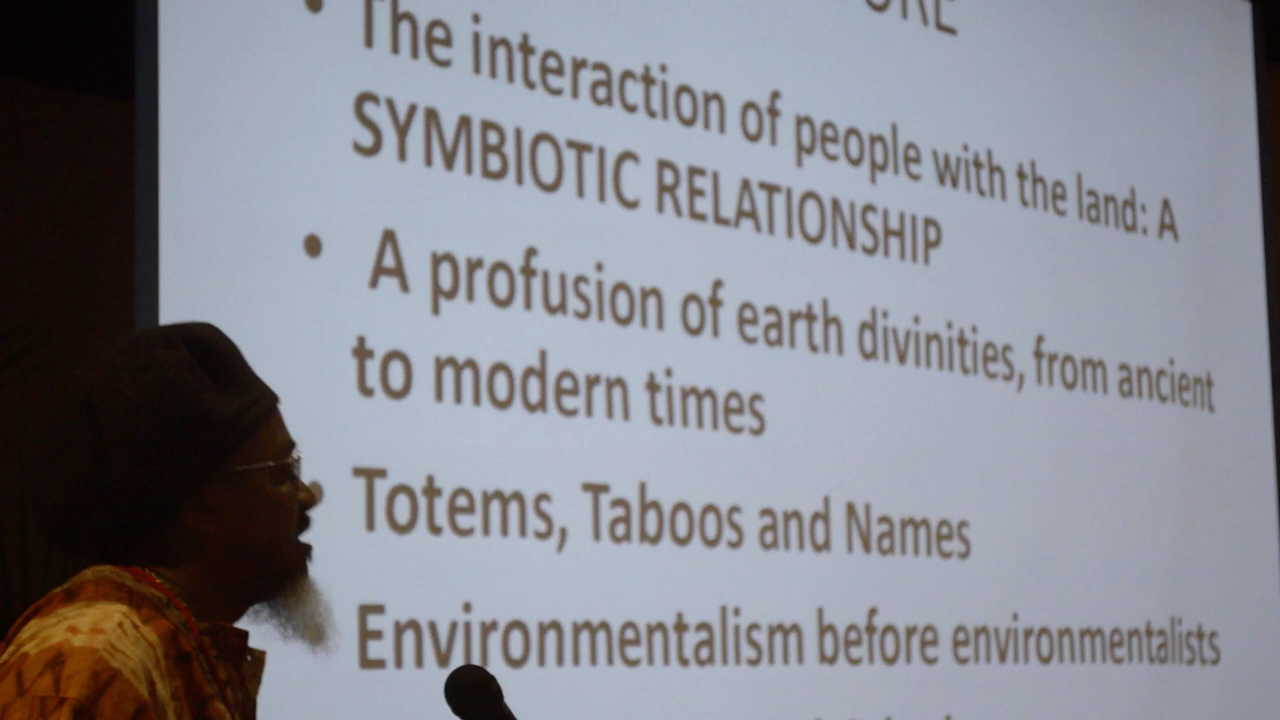 • The interaction of people with the land: A
SYMBIOTIC RELATIONSHIP
• A profusion of earth divinities, from ancient
to modern times
• Totems, Taboos and Names
Environmentalism before environmentalists